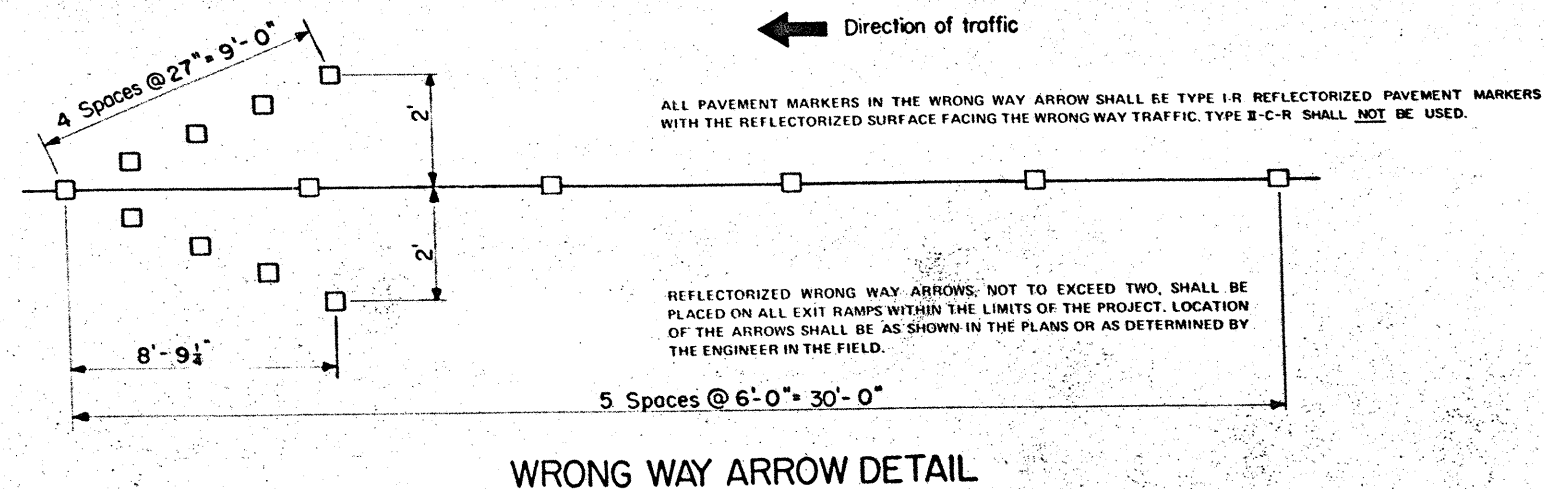 Direction of traffic
4 Spaces @ 27" = 9'-0"
2'
ALL PAVEMENT MARKERS IN THE WRONG WAY ARROW SHALL BE TYPE I-R REFLECTORIZED PAVEMENT MARKERS
WITH THE REFLECTORIZED SURFACE FACING THE WRONG WAY TRAFFIC. TYPE II-C-R SHALL NOT BE USED.
2'
REFLECTORIZED WRONG WAY ARROWS, NOT TO EXCEED TWO, SHALL BE
PLACED ON ALL EXIT RAMPS WITHIN THE LIMITS OF THE PROJECT. LOCATION
OF THE ARROWS SHALL BE AS SHOWN IN THE PLANS OR AS DETERMINED BY
THE ENGINEER IN THE FIELD.
8'-9¼"
5 Spaces @ 6'-0" = 30'-0"
WRONG WAY ARROW DETAIL